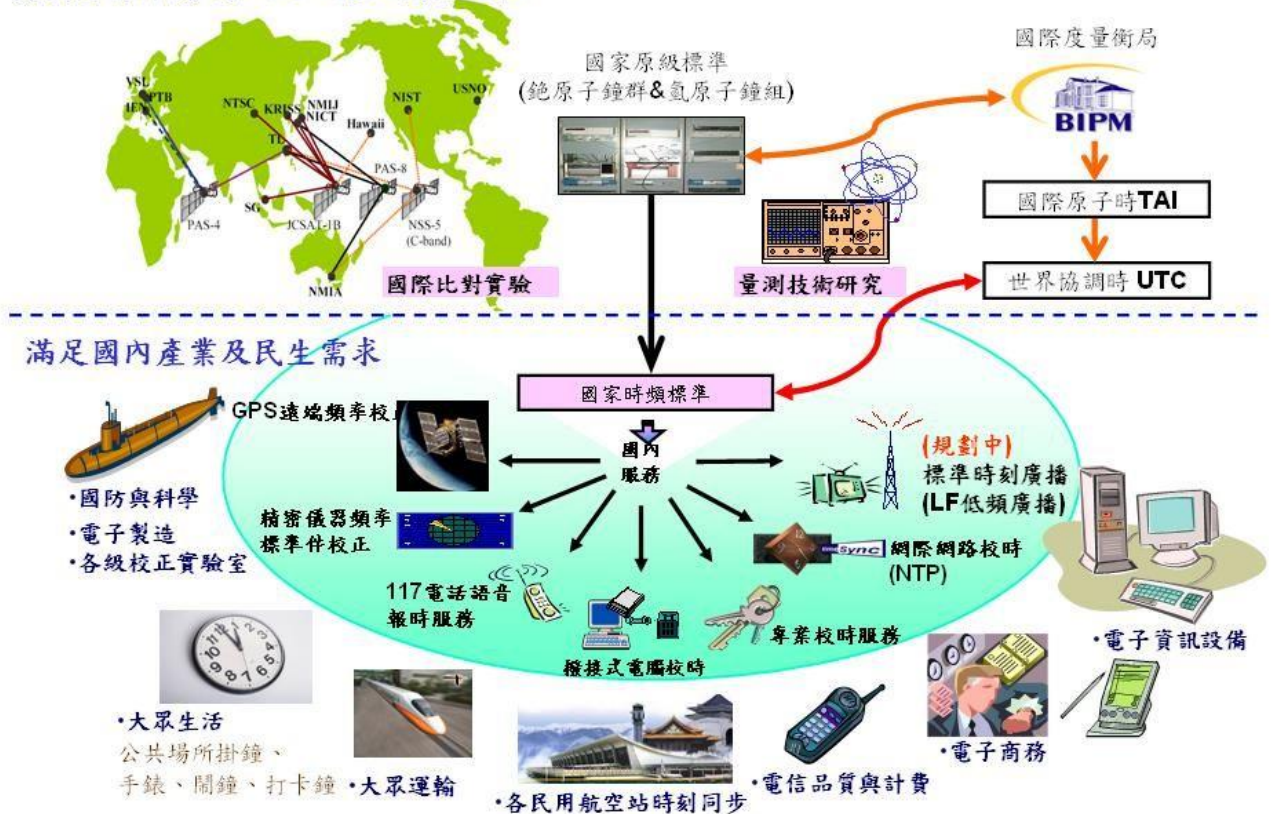 國家原級標準
(銫原子鐘群&氫原子鐘組)
國際度量衡局
BIPM
國際原子時TAI
世界協調時 UTC
VSL
PTB
IEN
NTSC
KRISS
NMIJ
NICT
TL
Hawaii
NIST
USNO
PAS-8
PAS-4
SG
JCSAT-1B
NSS-5
(C-band)
NMIA
國際比對實驗
量測技術研究
滿足國內產業及民生需求
國家時頻標準
國內
服務
GPS遠端頻率校正
精密儀器頻率
標準件校正
117電話語音
報時服務
撥接式電腦校時
專案校時服務
sync
網際網路校時
(NTP)
(規劃中)
標準時刻廣播
(LF低頻廣播)
•國防與科學
•電子製造
•各級校正實驗室
•大眾生活
公共場所掛鐘、
手錶、鬧鐘、打卡鐘
•大眾運輸
•各民用航空站時刻同步
•電信品質與計費
•電子商務
•電子資訊設備